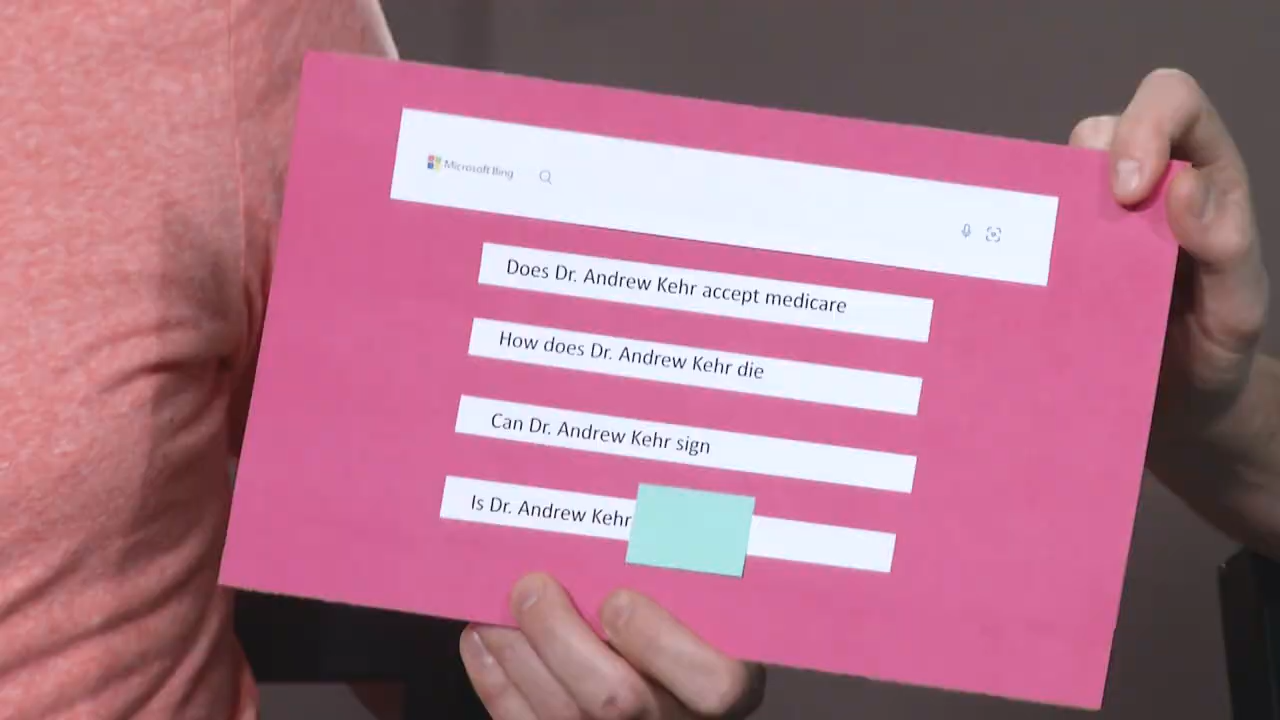 Microsoft Bing
Does Dr. Andrew Kehr accept medicare
How does Dr. Andrew Kehr die
Can Dr. Andrew Kehr sign
Is Dr. Andrew Kehr